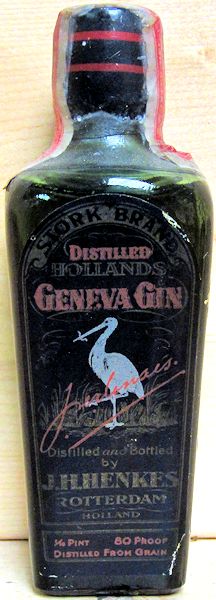 STORK BRAND
DISTILLED
HOLLANDS
GENEVA GIN
Distilled and Bottled
by
J.H.HENKES
ROTTERDAM
HOLLAND
1/10 PINT 80 PROOF
DISTILLED FROM GRAIN